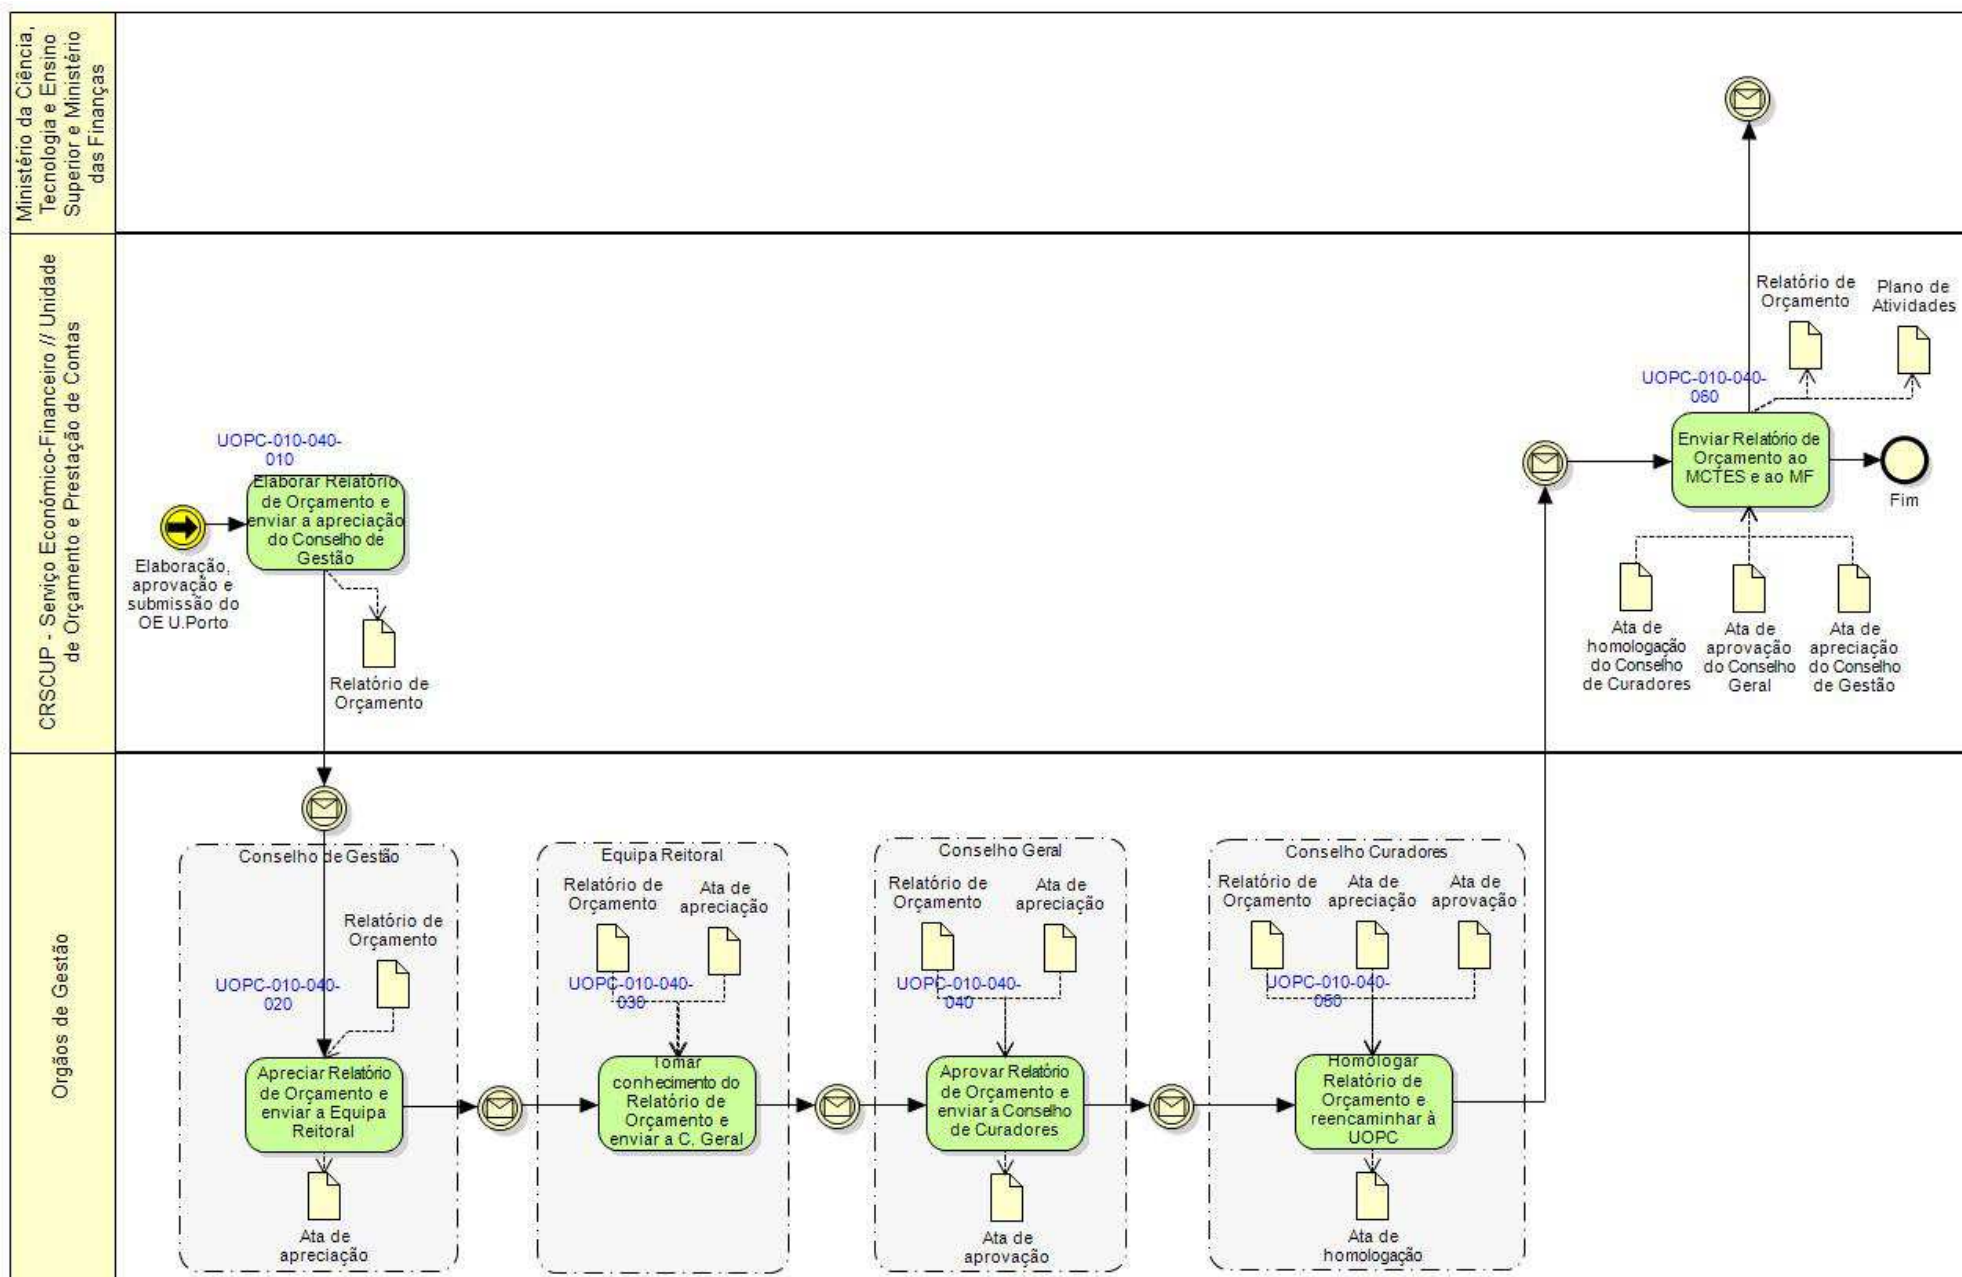 Ministério da Ciência,
Tecnologia e Ensino
Superior e Ministério
das Finanças
CRSCUP - Serviço Económico-Financeiro // Unidade
de Orçamento e Prestação de Contas
Orgãos de Gestão
UOPC-010-040-
010
Elaborar Relatório
de Orçamento e
enviar a apreciação
do Conselho de
Gestão
Elaboração,
aprovação e
submissão do
OE U.Porto
Relatório de
Orçamento
Relatório de
Orçamento
Plano de
Atividades
UOPC-010-040-
060
Enviar Relatório de
Orçamento ao
MCTES e ao MF
Fim
Ata de
homologação
do Conselho
de Curadores
Ata de
aprovação
do Conselho
Geral
Ata de
apreciação
do Conselho
de Gestão
Conselho de Gestão
Relatório de
Orçamento
UOPC-010-040-
020
Apreciar Relatório
de Orçamento e
enviar a Equipa
Reitoral
Ata de
apreciação
Equipa Reitoral
Relatório de
Orçamento
Ata de
apreciação
UOPC-010-040-
030
Tomar
conhecimento do
Relatório de
Orçamento e
enviar a C. Geral
Conselho Geral
Relatório de
Orçamento
Ata de
apreciação
UOPC-010-040-
040
Aprovar Relatório
de Orçamento e
enviar a Conselho
de Curadores
Ata de
aprovação
Conselho Curadores
Relatório de
Orçamento
Ata de
apreciação
Ata de
aprovação
UOPC-010-040-
050
Homologar
Relatório de
Orçamento e
reencaminhar à
UOPC
Ata de
homologação